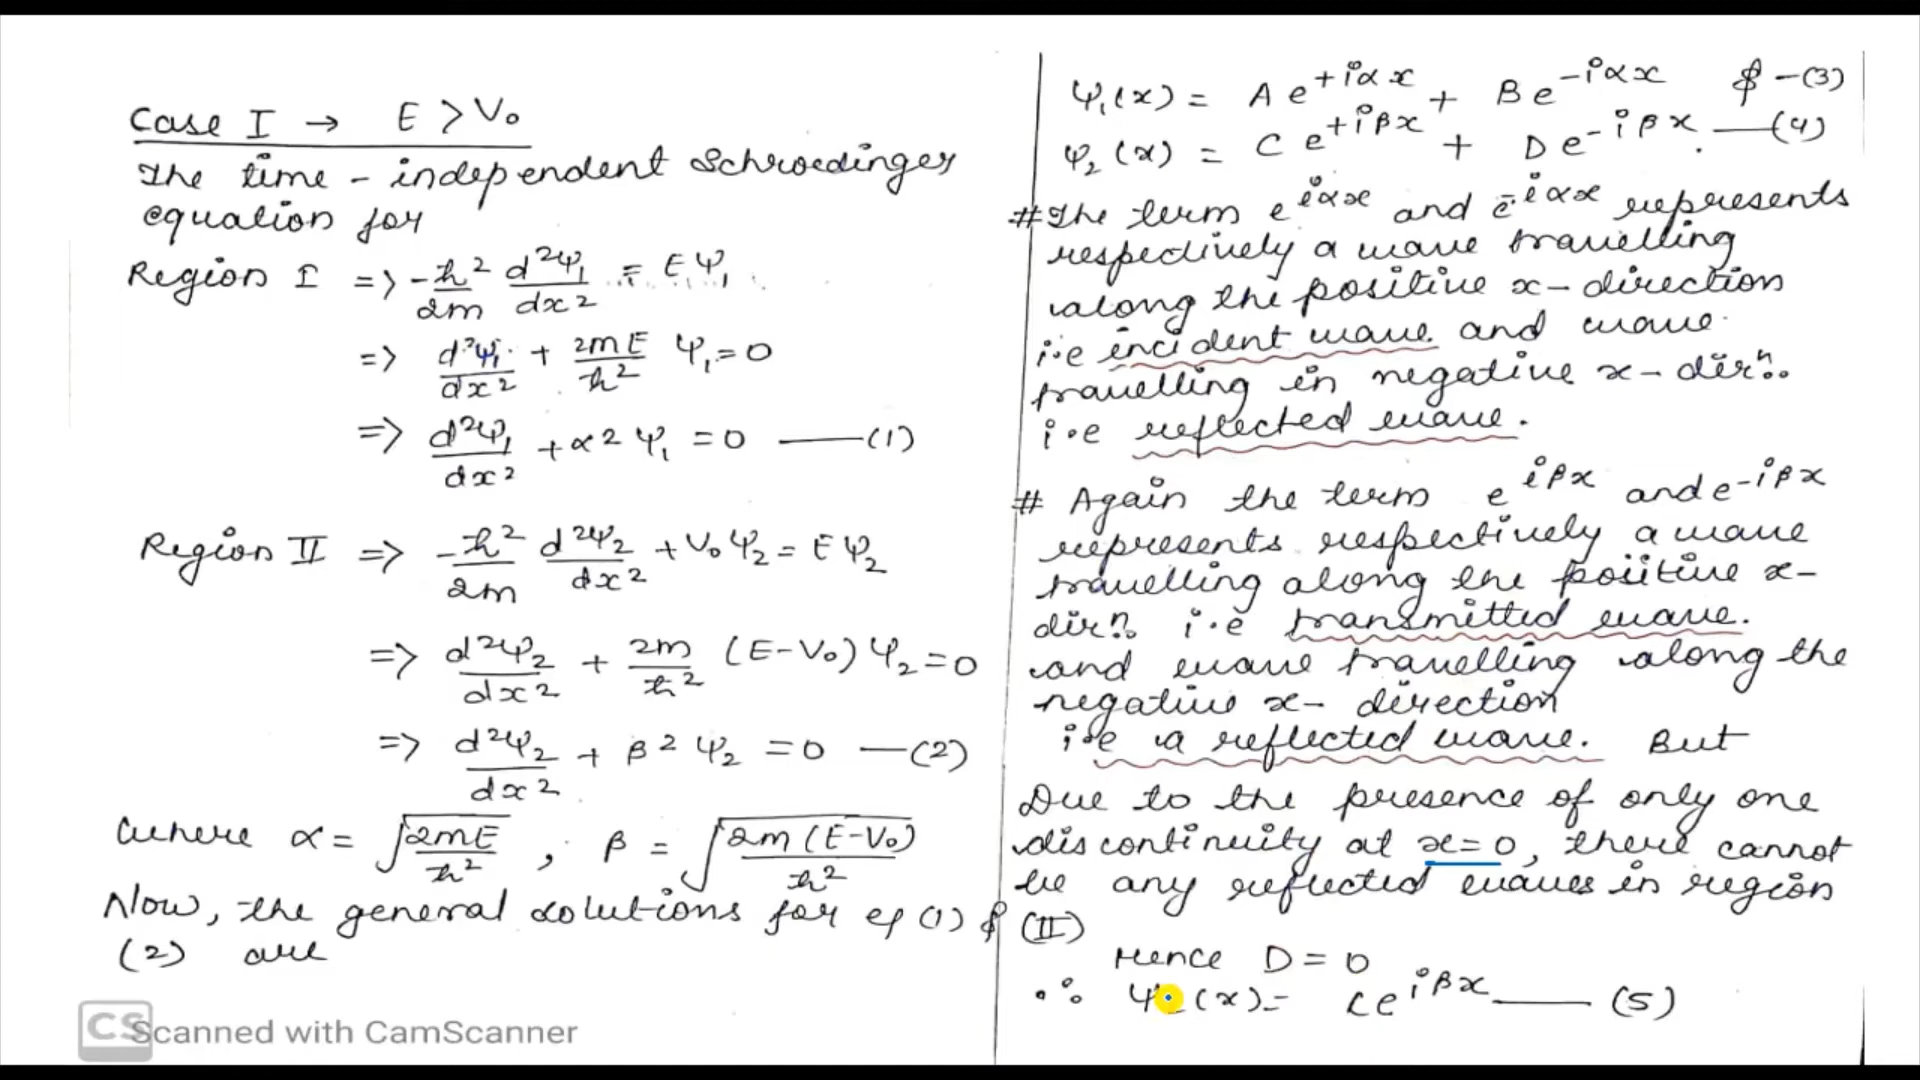 Case I → E > V₀
The time - independent Schroedinger
equation for
Region I => -ℏ²/2m d²ψ₁/dx² = Eψ₁
=> d²ψ₁/dx² + 2mE/ℏ² ψ₁ = 0
=> d²ψ₁/dx² + α² ψ₁ = 0 —(1)
Region II => -ℏ²/2m d²ψ₂/dx² + V₀ψ₂ = Eψ₂
=> d²ψ₂/dx² + 2m/ℏ² (E-V₀) ψ₂ = 0
=> d²ψ₂/dx² + β² ψ₂ = 0 —(2)
where α = √(2mE/ℏ²) , β = √(2m(E-V₀)/ℏ²)
Now, the general solutions for eq (1) &
(2) are
ψ₁(x) = A e^{+iαx} + B e^{-iαx} & —(3)
ψ₂(x) = C e^{+iβx} + D e^{-iβx}. —(4)
# The term e^{iαx} and e^{-iαx} represents
respectively a wave travelling
along the positive x-direction
i.e incident wave and wave
travelling in negative x-dirⁿ.
i.e reflected wave.
# Again the term e^{iβx} and e^{-iβx}
represents respectively a wave
travelling along the positive x-
dirⁿ. i.e transmitted wave.
and wave travelling along the
negative x- direction
i.e a reflected wave. But
Due to the presence of only one
discontinuity at x=0, there cannot
be any reflected waves in region
(II)
Hence D = 0
∴ ψ (x) = Ce^{iβx} —(5)
CS Scanned with CamScanner